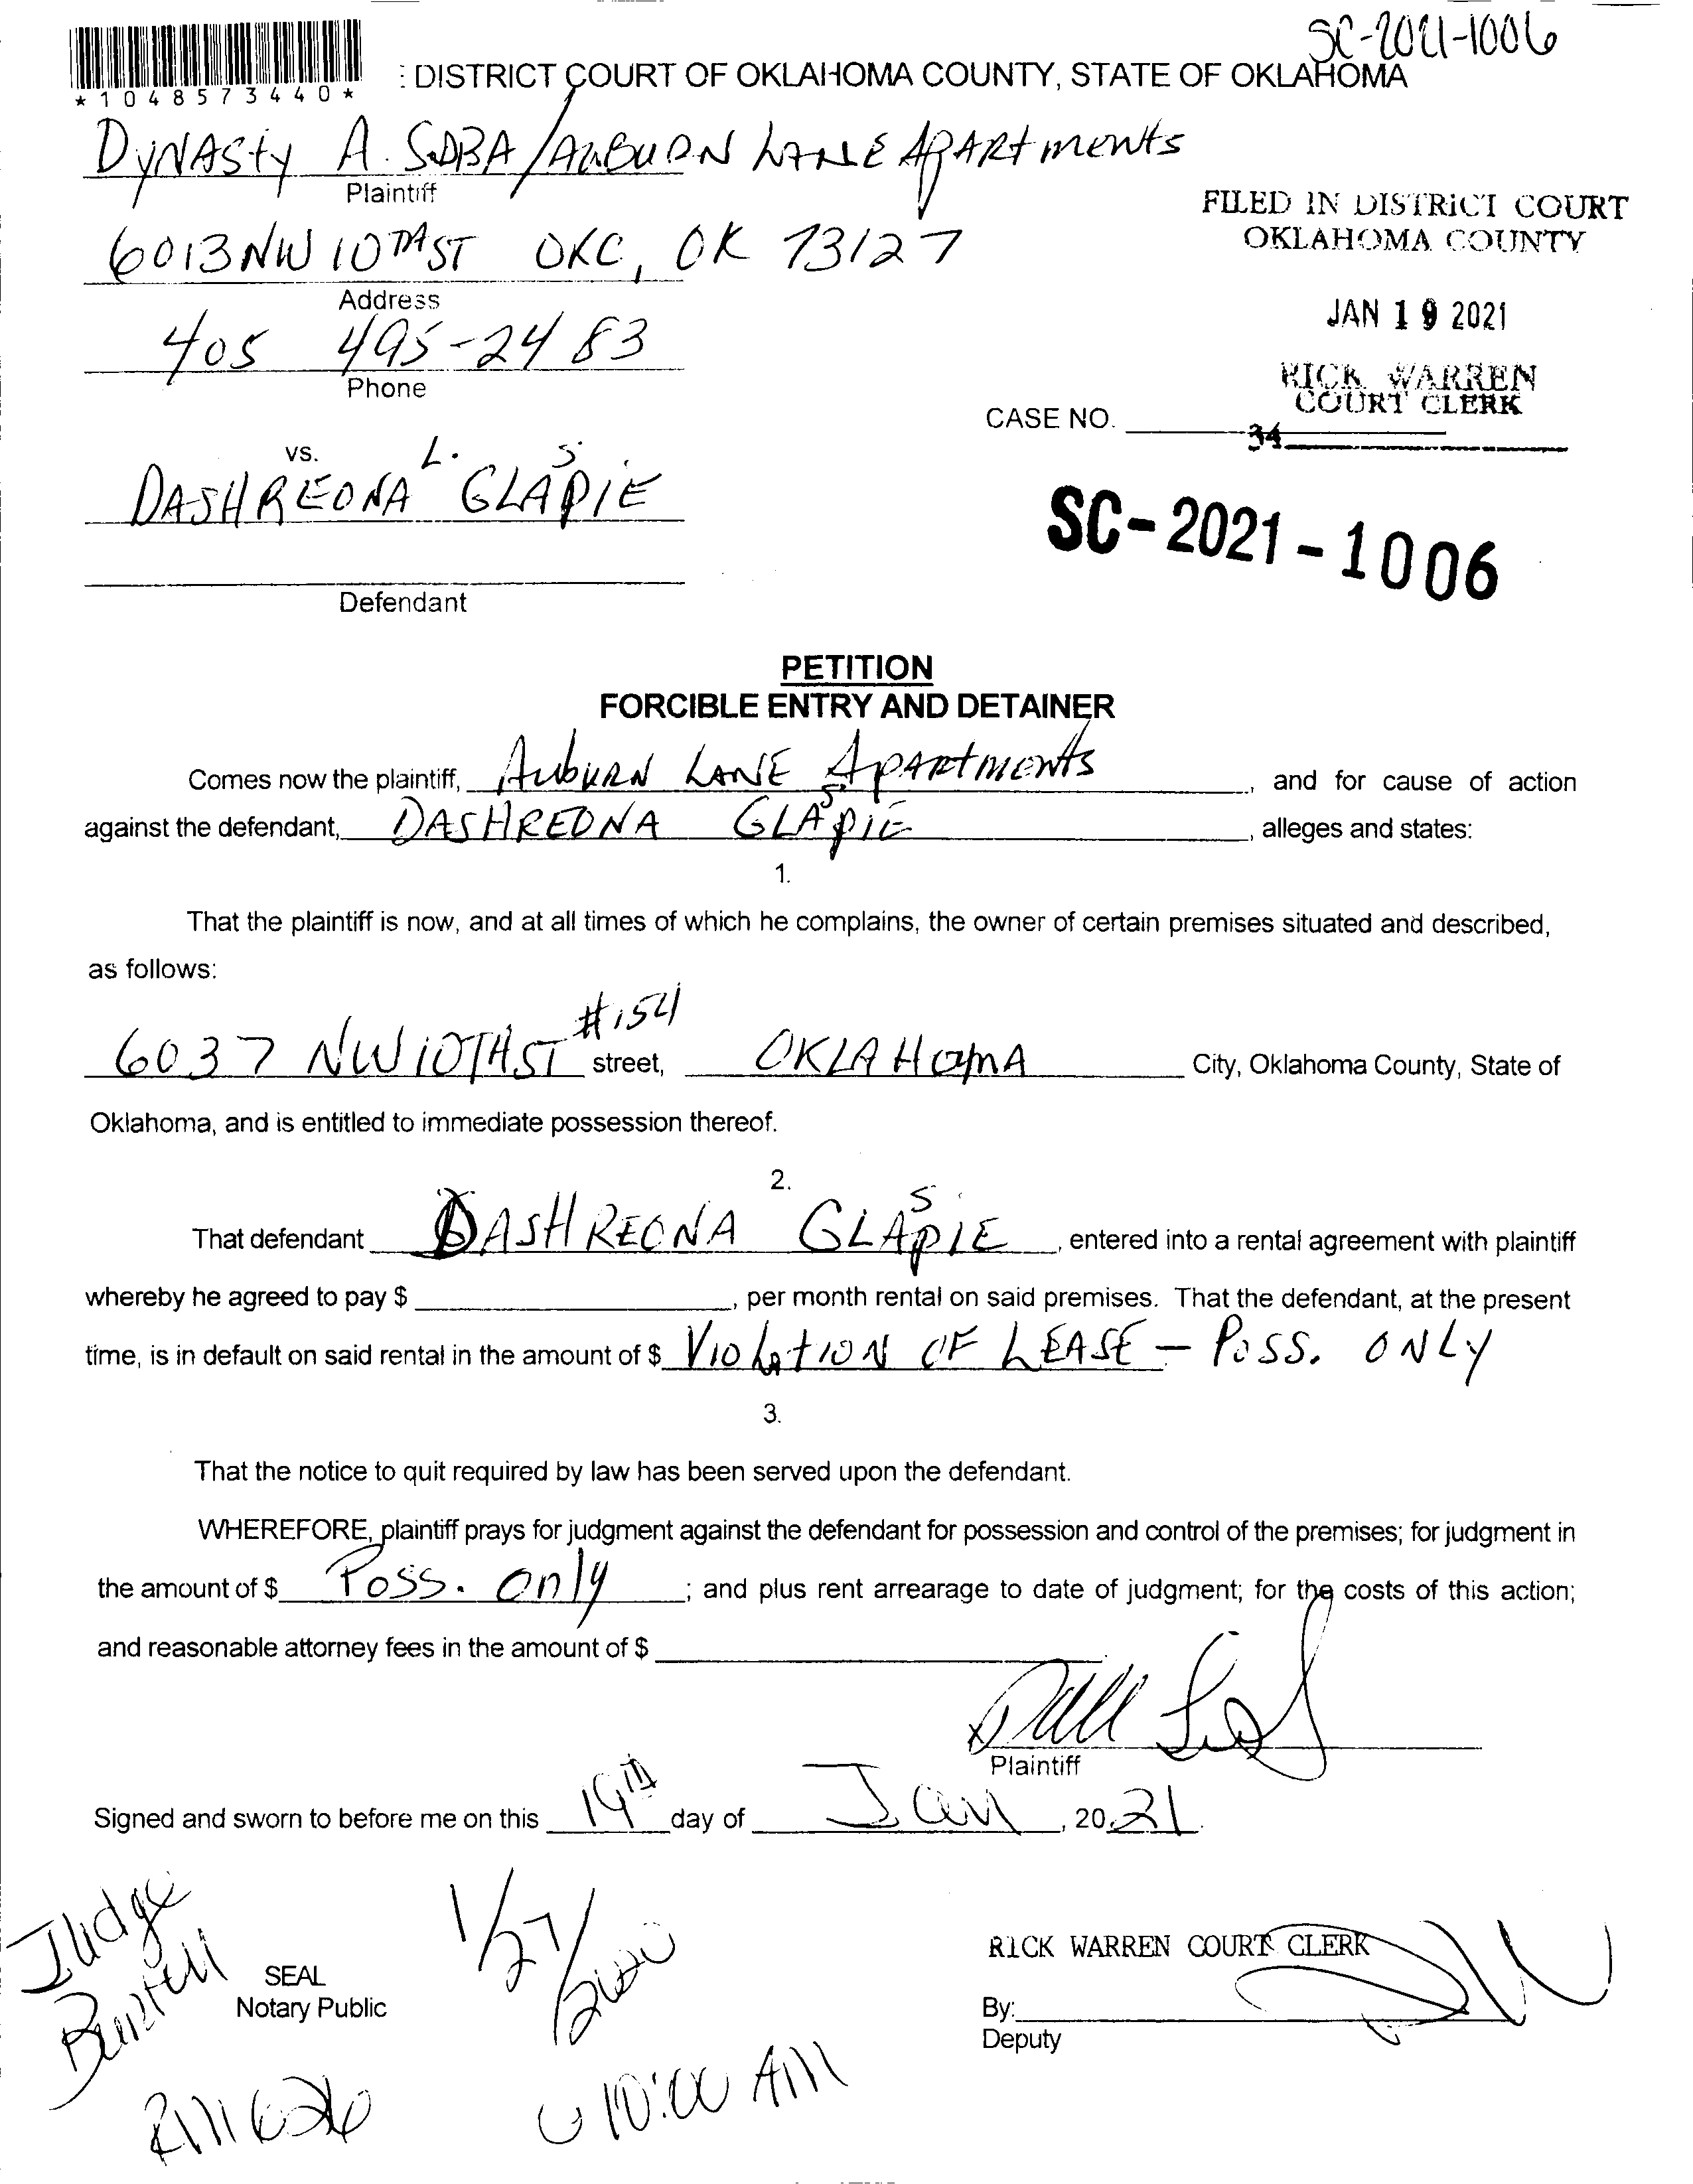 SC-2021-1006
*1048573440*
: DISTRICT COURT OF OKLAHOMA COUNTY, STATE OF OKLAHOMA
DYNASTY A. S.DBA/AUBURN LANE APARTMENTS
Plaintiff
FILED IN DISTRICT COURT
OKLAHOMA COUNTY
6013 NW 10TH ST OKC, OK 73127
Address
JAN 19 2021
405 495-2483
Phone
RICK WARREN
COURT CLERK
CASE NO.
34
vs.
DASHREONA L. GLASPIE
SC-2021-1006
Defendant
PETITION
FORCIBLE ENTRY AND DETAINER
Comes now the plaintiff, AUBURN LANE APARTMENTS, and for cause of action
against the defendant, DASHREONA GLASPIE, alleges and states:
1.
That the plaintiff is now, and at all times of which he complains, the owner of certain premises situated and described,
as follows:
6037 NW 10TH ST #154 street, OKLAHOMA City, Oklahoma County, State of
Oklahoma, and is entitled to immediate possession thereof.
2.
That defendant DASHREONA GLASPIE, entered into a rental agreement with plaintiff
whereby he agreed to pay $ , per month rental on said premises. That the defendant, at the present
time, is in default on said rental in the amount of $ VIOLATION OF LEASE - POSS. ONLY
3.
That the notice to quit required by law has been served upon the defendant.
WHEREFORE, plaintiff prays for judgment against the defendant for possession and control of the premises; for judgment in
the amount of $ Poss. only ; and plus rent arrearage to date of judgment; for the costs of this action;
and reasonable attorney fees in the amount of $
Plaintiff
Signed and sworn to before me on this 19th day of Jan, 20 21.
Judge
1/27/2020
RICK WARREN COURT CLERK
SEAL
Notary Public
By:
Deputy
RM 626
10:00 AM